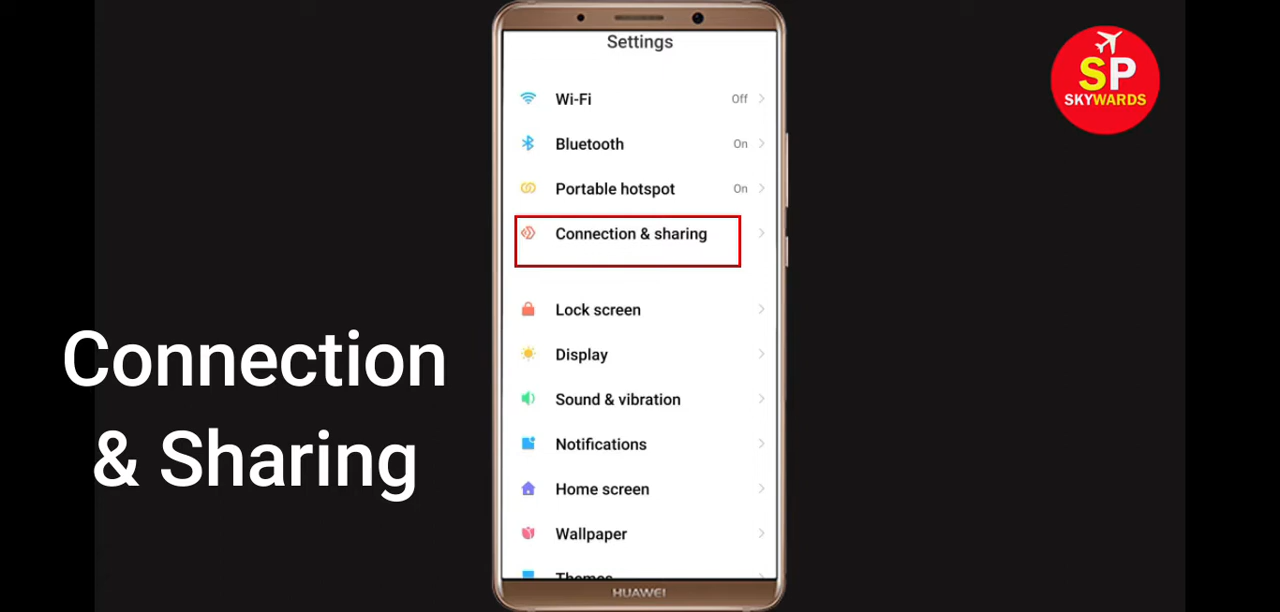 Settings
Wi-Fi Off
Bluetooth On
Portable hotspot On
Connection & sharing
Lock screen
Display
Sound & vibration
Notifications
Home screen
Wallpaper
Themes
HUAWEI
Connection
& Sharing
SP
SKYWARDS